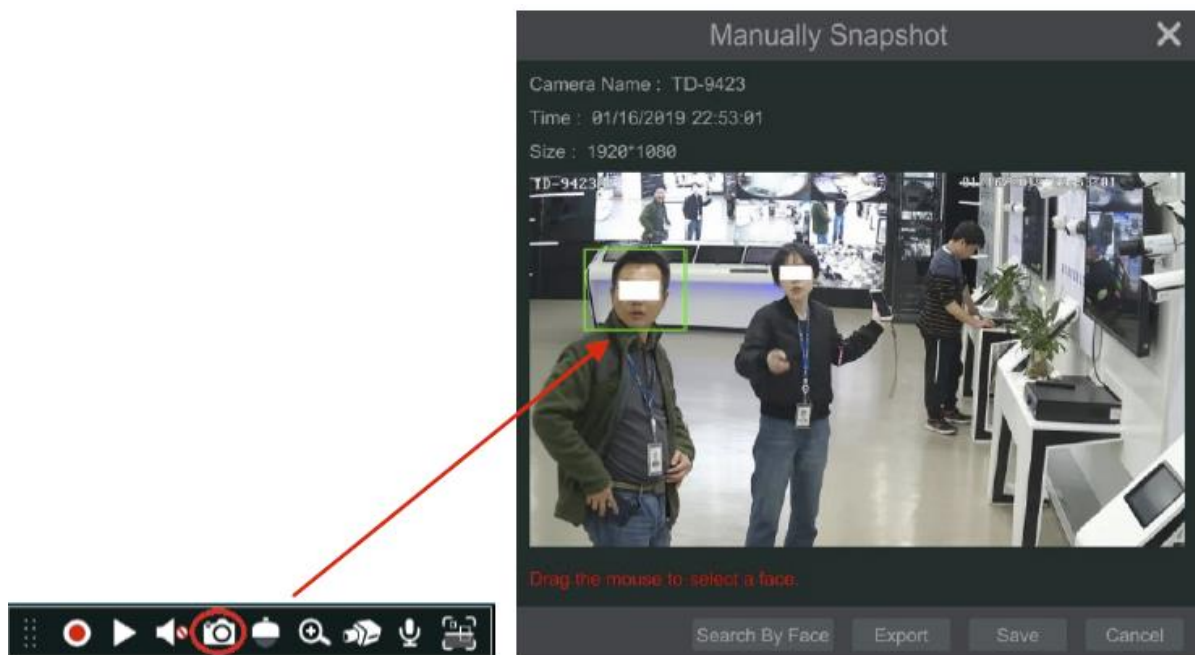 Manually Snapshot
Camera Name : TD-9423
Time : 01/16/2019 22:53:01
Size : 1920*1080
TD-9423
Drag the mouse to select a face.
Search By Face
Export
Save
Cancel